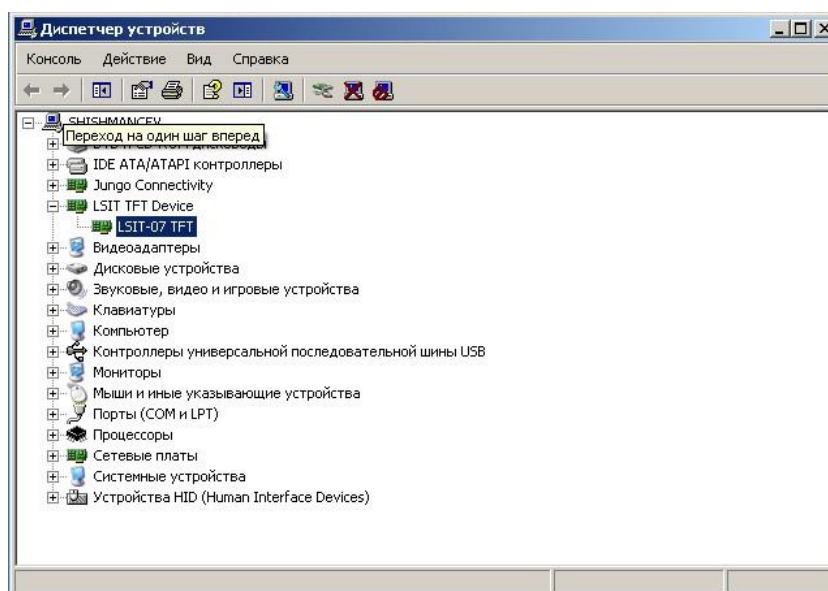 Диспетчер устройств
Консоль Действие Вид Справка
SHISHMANCEV
Переход на один шаг вперед
IDE ATA/ATAPI контроллеры
Jungo Connectivity
LSIT TFT Device
LSIT-07 TFT
Видеоадаптеры
Дисковые устройства
Звуковые, видео и игровые устройства
Клавиатуры
Компьютер
Контроллеры универсальной последовательной шины USB
Мониторы
Мыши и иные указывающие устройства
Порты (COM и LPT)
Процессоры
Сетевые платы
Системные устройства
Устройства HID (Human Interface Devices)